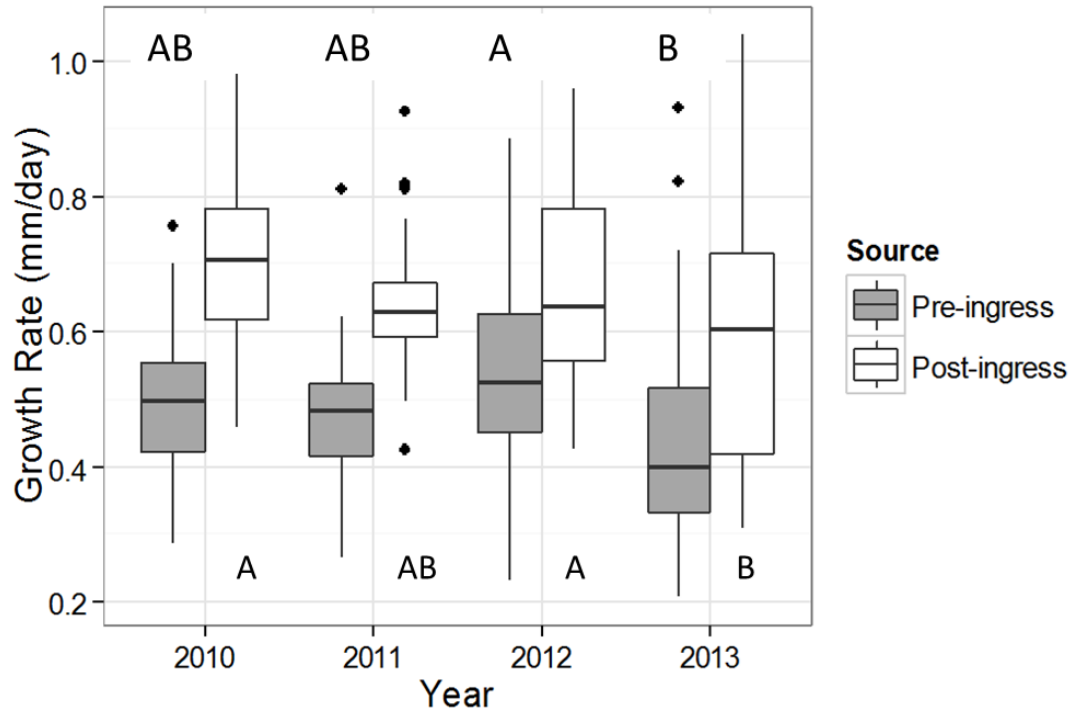 AB AB A B
1.0
0.8
0.6
0.4
0.2
Growth Rate (mm/day)
A AB A B
2010 2011 2012 2013
Year
Source
Pre-ingress
Post-ingress